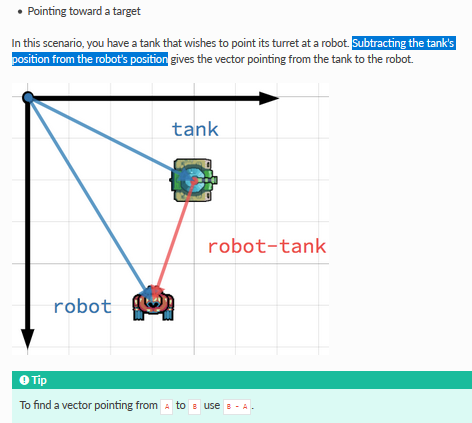 • Pointing toward a target
In this scenario, you have a tank that wishes to point its turret at a robot. Subtracting the tank's
position from the robot's position gives the vector pointing from the tank to the robot.
tank
robot-tank
robot
Tip
To find a vector pointing from A to B use B - A.